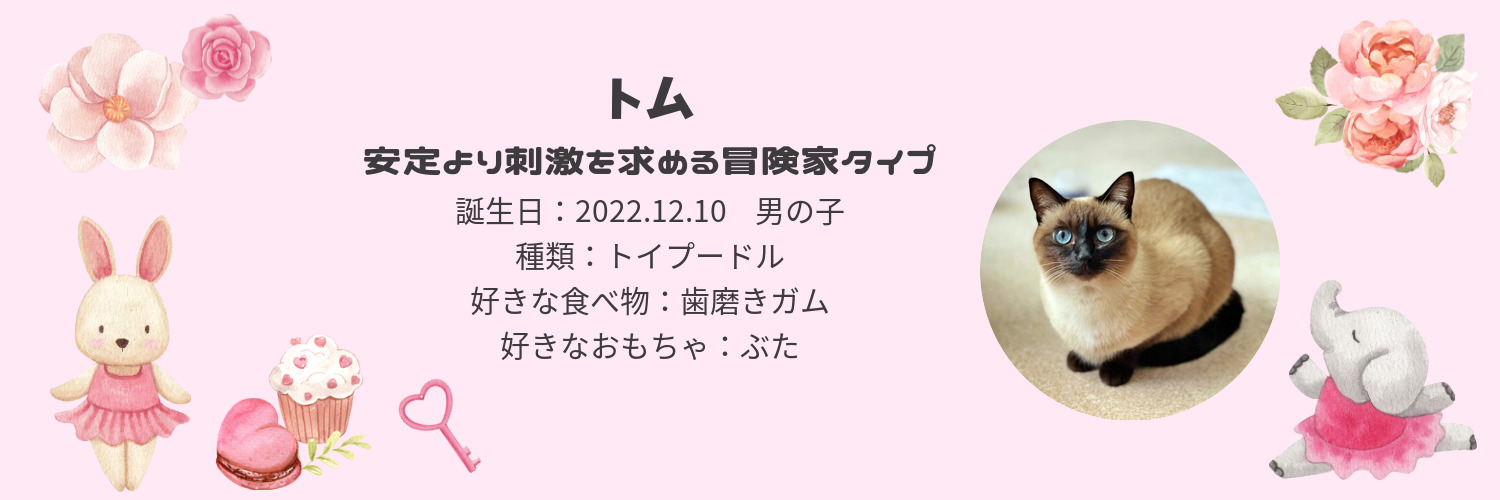 トム
安定より刺激を求める冒険家タイプ
誕生日：2022.12.10　男の子
種類：トイプードル
好きな食べ物：歯磨きガム
好きなおもちゃ：ぶた